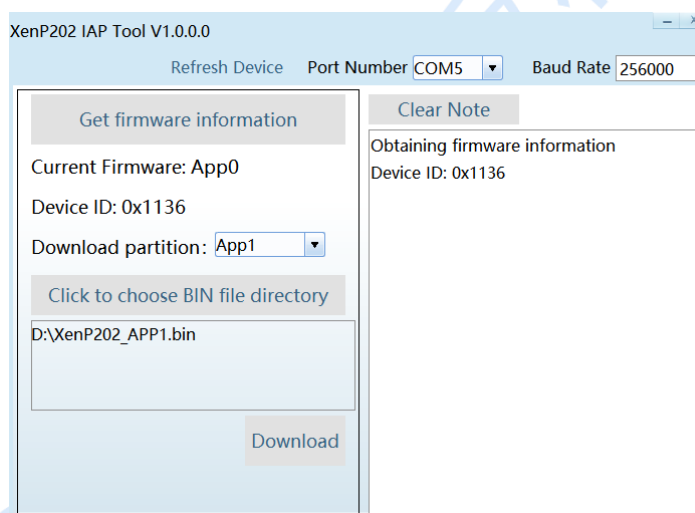 XenP202 IAP Tool V1.0.0.0
Refresh Device Port Number COM5 Baud Rate 256000
Get firmware information
Current Firmware: App0
Device ID: 0x1136
Download partition: App1
Click to choose BIN file directory
D:\XenP202_APP1.bin
Download
Clear Note
Obtaining firmware information
Device ID: 0x1136